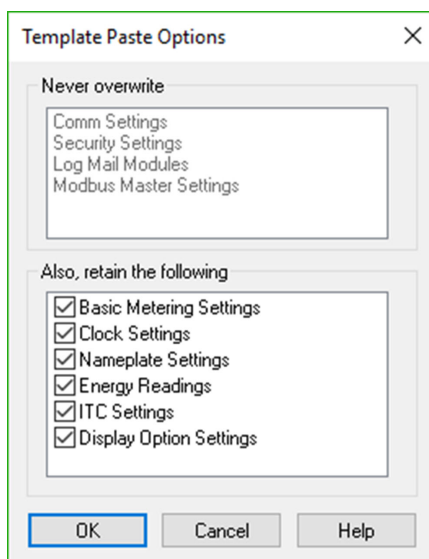 Template Paste Options
Never overwrite
Comm Settings
Security Settings
Log Mail Modules
Modbus Master Settings
Also, retain the following
Basic Metering Settings
Clock Settings
Nameplate Settings
Energy Readings
ITC Settings
Display Option Settings
OK Cancel Help